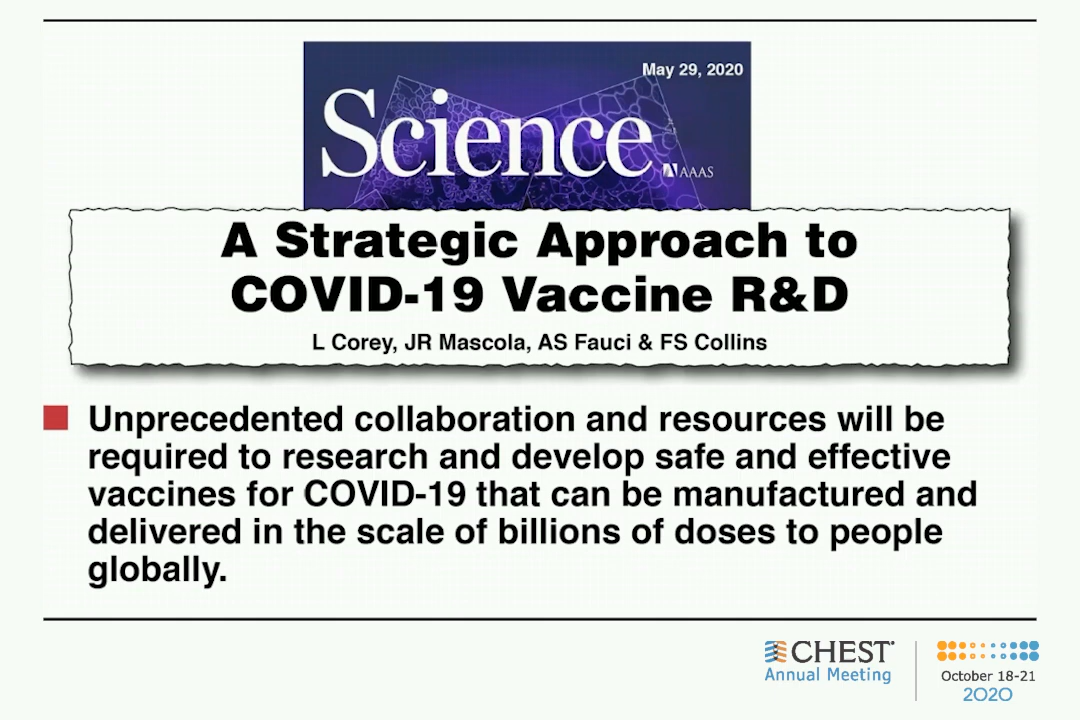 May 29, 2020
Science
AAAS
A Strategic Approach to
COVID-19 Vaccine R&D
L Corey, JR Mascola, AS Fauci & FS Collins
Unprecedented collaboration and resources will be
required to research and develop safe and effective
vaccines for COVID-19 that can be manufactured and
delivered in the scale of billions of doses to people
globally.
CHEST
Annual Meeting
October 18-21
2020